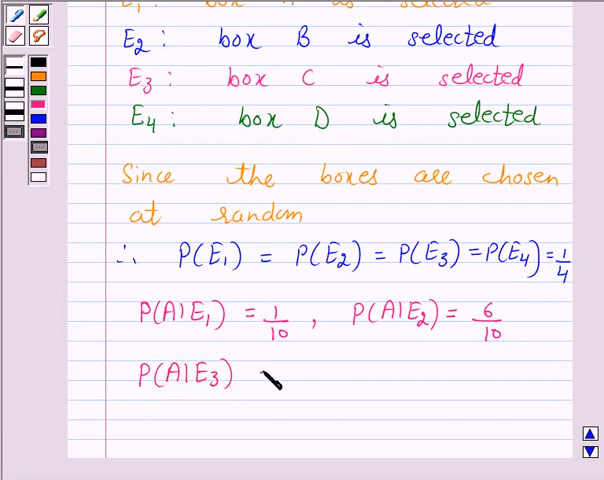 E₂ : box B is selected
E₃ : box C is selected
E₄ : box D is selected
Since the boxes are chosen
at random
∴ P(E₁) = P(E₂) = P(E₃) = P(E₄) = 1/4
P(A|E₁) = 1/10 , P(A|E₂) = 6/10
P(A|E₃)